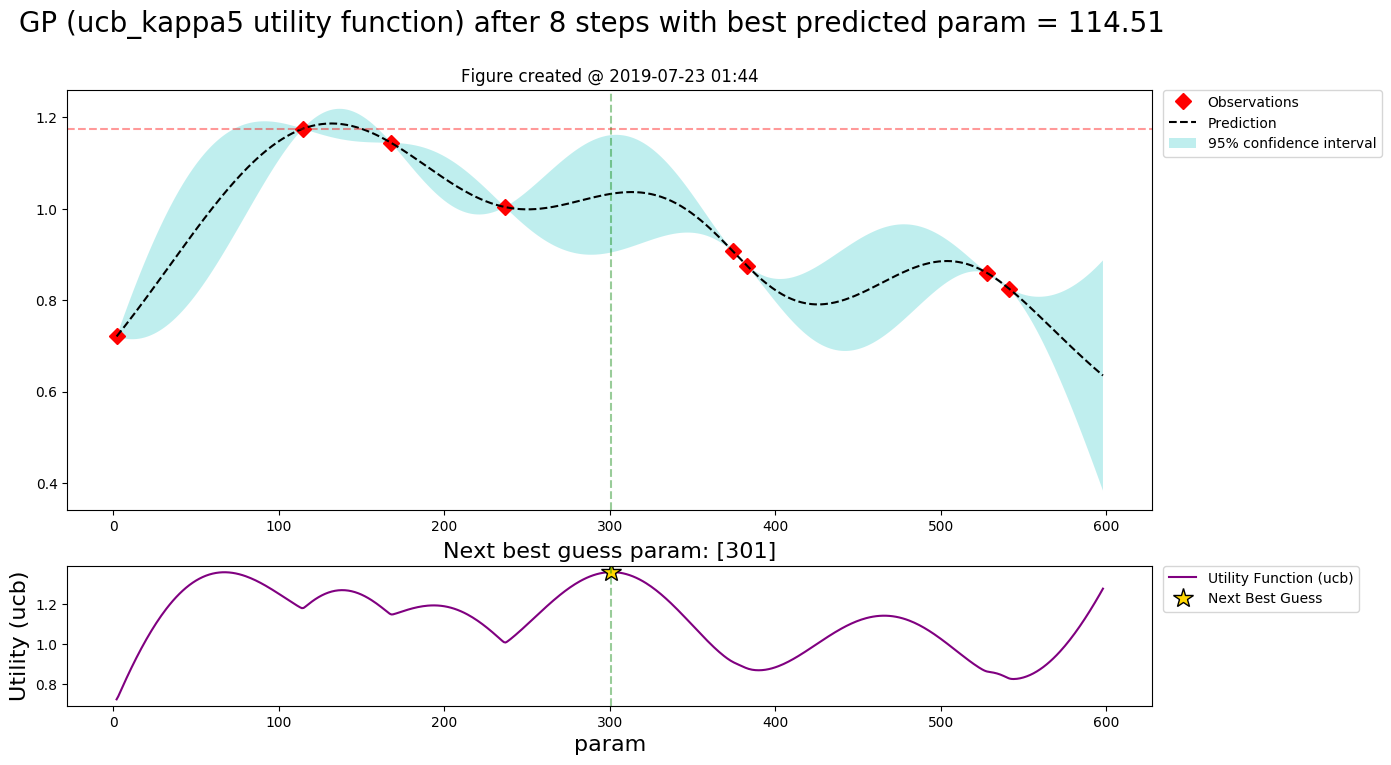 GP (ucb_kappa5 utility function) after 8 steps with best predicted param = 114.51
Figure created @ 2019-07-23 01:44
Observations
Prediction
95% confidence interval
1.2
1.0
0.8
0.6
0.4
0 100 200 300 400 500 600
Next best guess param: [301]
Utility Function (ucb)
Next Best Guess
Utility (ucb)
1.2
1.0
0.8
0 100 200 300 400 500 600
param